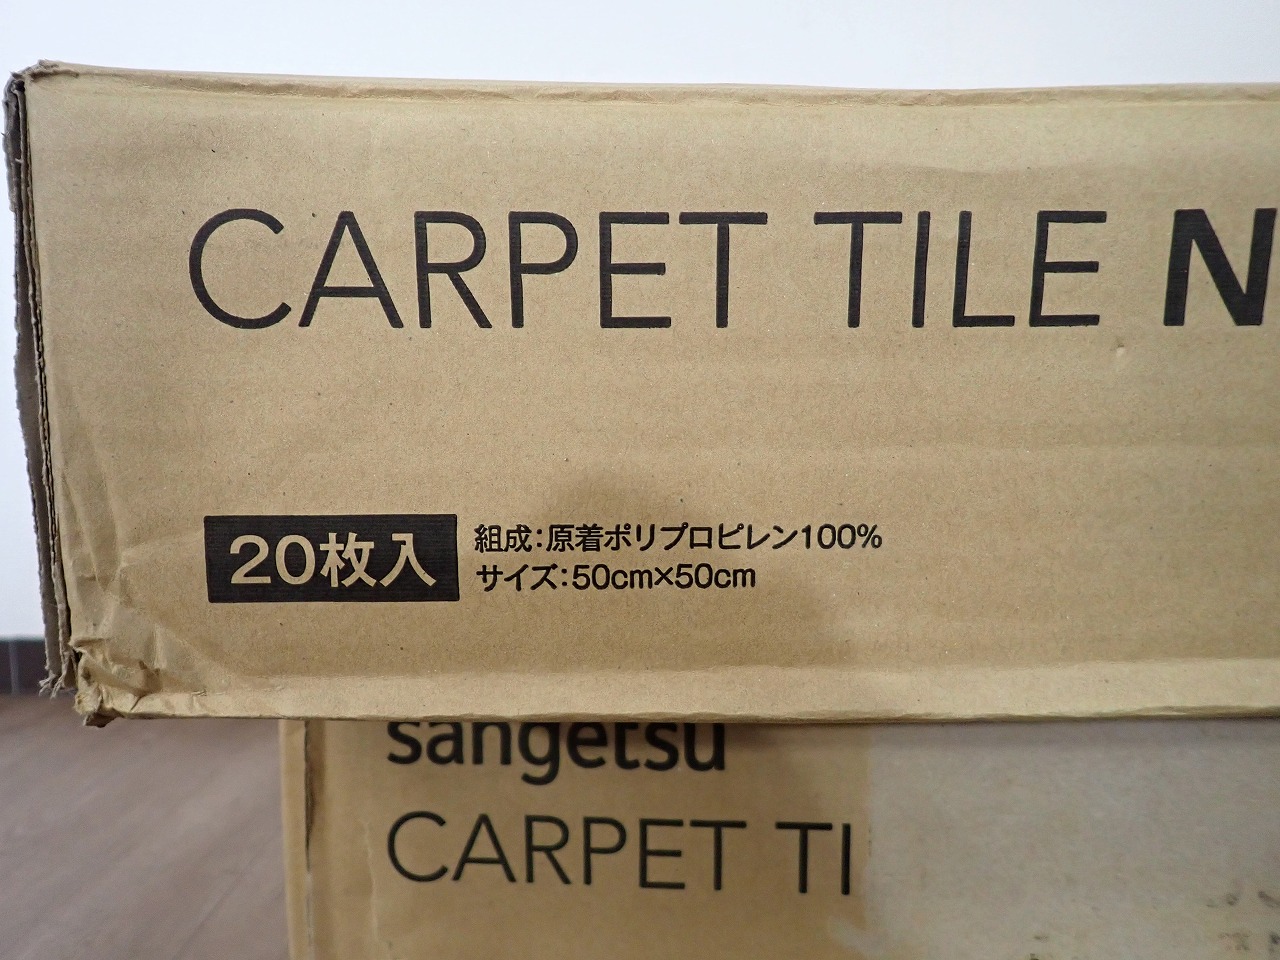 CARPET TILE N
20枚入
組成:原着ポリプロピレン100%
サイズ:50cm×50cm
sangetsu
CARPET TI